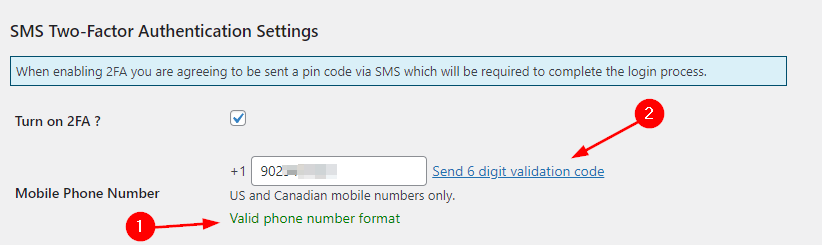 SMS Two-Factor Authentication Settings
When enabling 2FA you are agreeing to be sent a pin code via SMS which will be required to complete the login process.
Turn on 2FA ?
2
+1 902 Send 6 digit validation code
Mobile Phone Number
US and Canadian mobile numbers only.
1
Valid phone number format